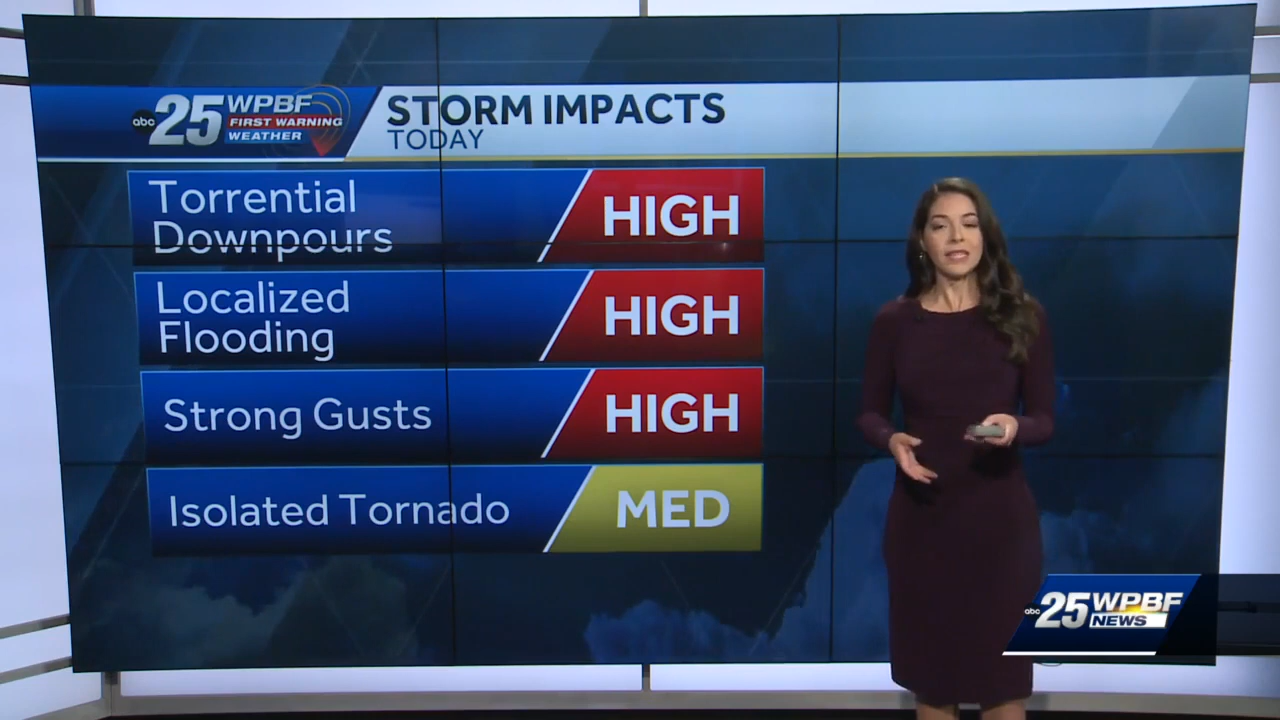 abc 25 WPBF
FIRST WARNING
WEATHER
STORM IMPACTS
TODAY
Torrential
Downpours
HIGH
Localized
Flooding
HIGH
Strong Gusts
HIGH
Isolated Tornado
MED
abc 25 WPBF
NEWS